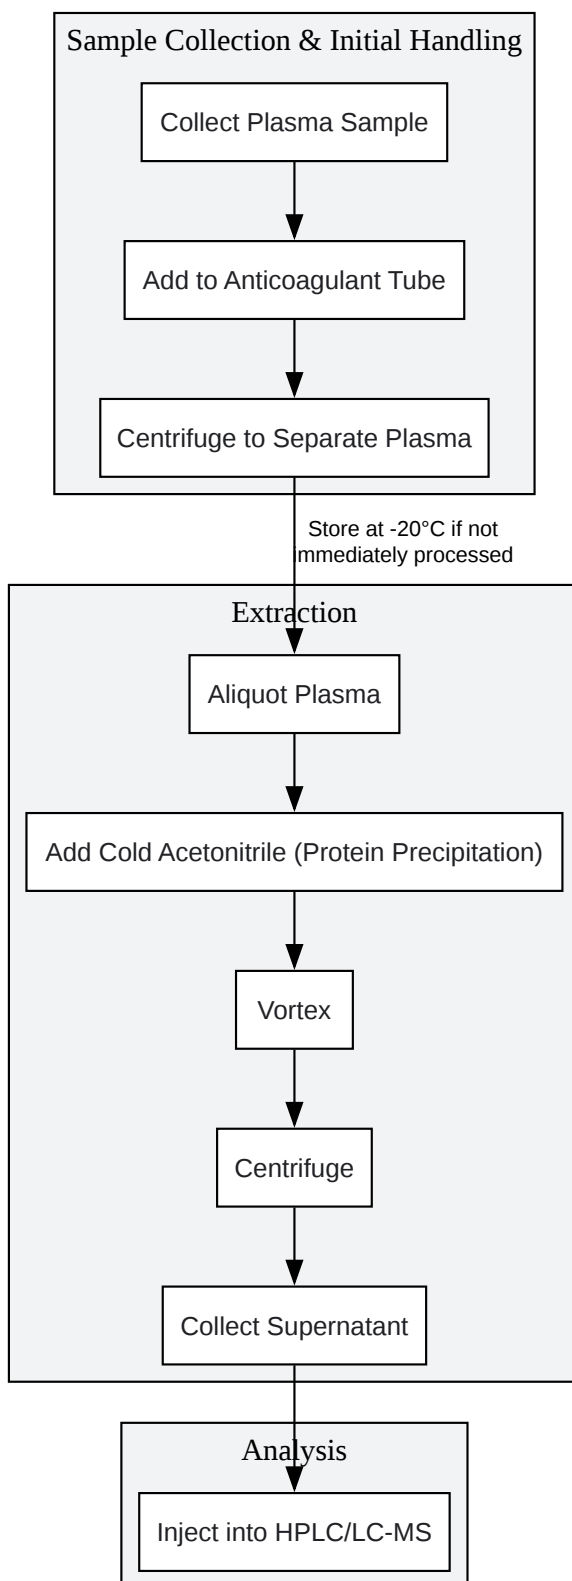 Sample Collection & Initial Handling
Collect Plasma Sample
Add to Anticoagulant Tube
Centrifuge to Separate Plasma
Store at -20°C if not
immediately processed
Extraction
Aliquot Plasma
Add Cold Acetonitrile (Protein Precipitation)
Vortex
Centrifuge
Collect Supernatant
Analysis
Inject into HPLC/LC-MS